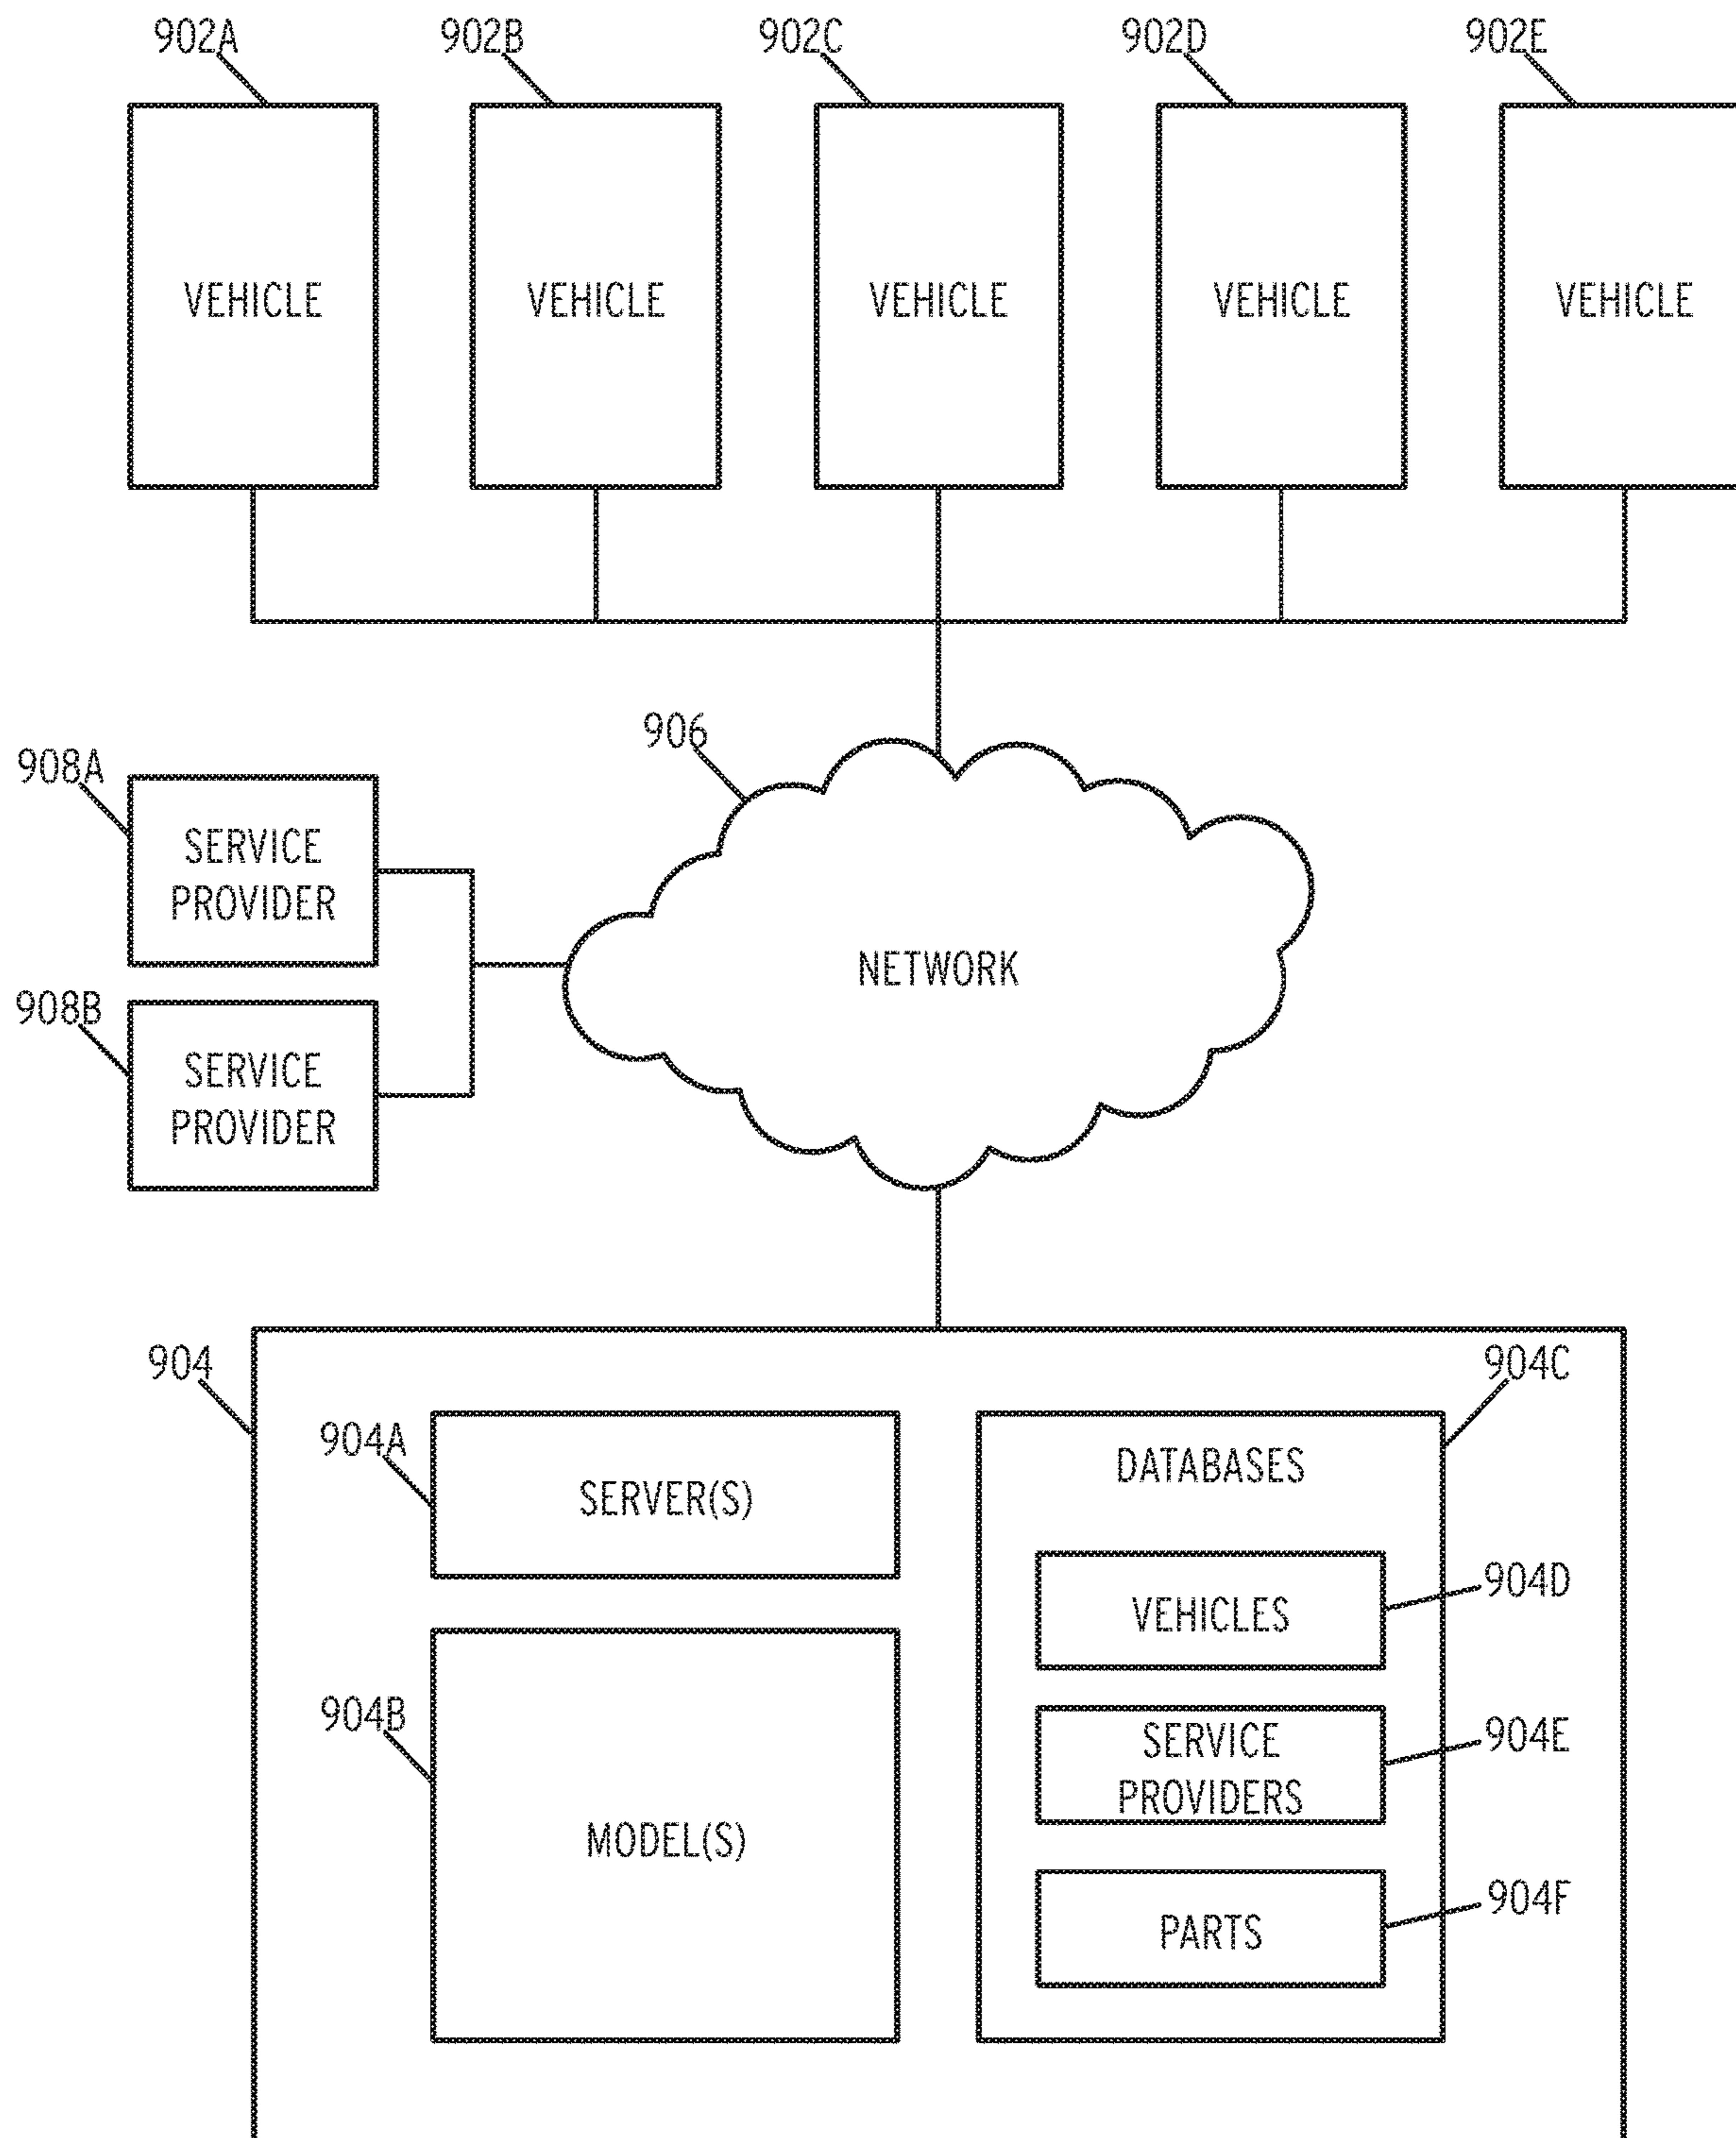 902A 902B 902C 902D 902E
VEHICLE VEHICLE VEHICLE VEHICLE VEHICLE
906
908A
SERVICE
PROVIDER
NETWORK
908B
SERVICE
PROVIDER
904
904C
904A
SERVER(S)
DATABASES
904D
VEHICLES
904B
MODEL(S)
SERVICE
PROVIDERS
904E
904F
PARTS